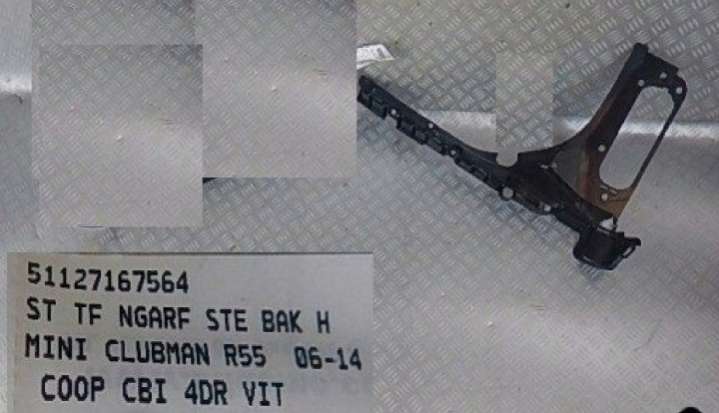 51127167564
ST TF NGARF STE BAK H
MINI CLUBMAN R55 06-14
COOP CBI 4DR VIT